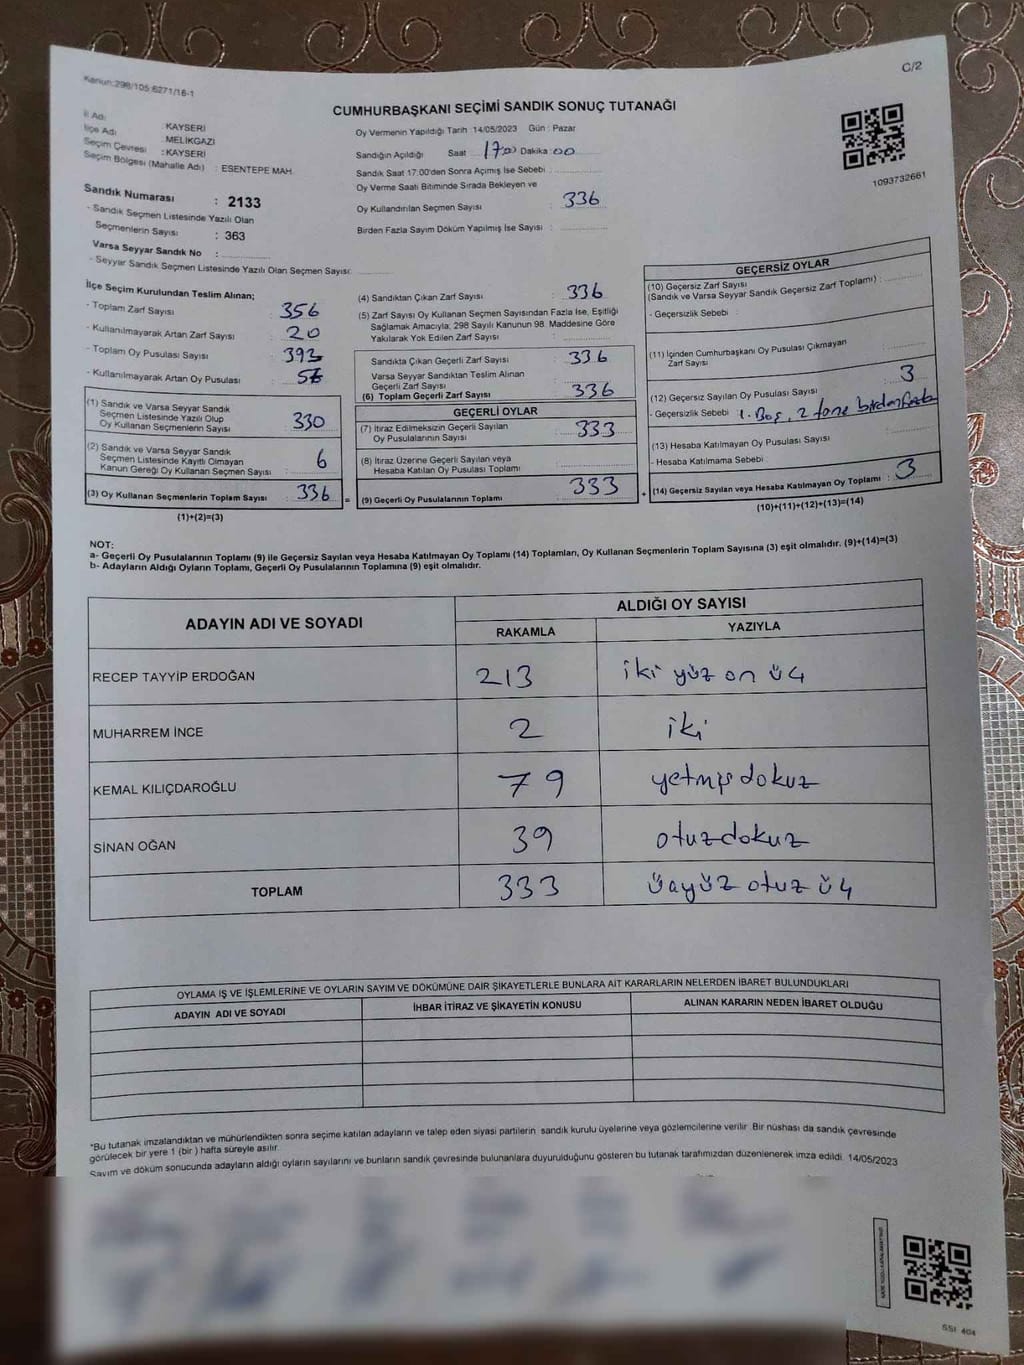 C/2
Kanun:298/105:6271/16-1
CUMHURBAŞKANI SEÇİMİ SANDIK SONUÇ TUTANAĞI
İl Adı : KAYSERİ
İlçe Adı : MELİKGAZİ
Seçim Çevresi : KAYSERİ
Seçim Bölgesi (Mahalle Adı) : ESENTEPE MAH.
Sandık Numarası : 2133
- Sandık Seçmen Listesinde Yazılı Olan
Seçmenlerin Sayısı : 363
Varsa Seyyar Sandık No :
- Seyyar Sandık Seçmen Listesinde Yazılı Olan Seçmen Sayısı:
Oy Vermenin Yapıldığı Tarih :14/05/2023 Gün : Pazar
Sandığın Açıldığı Saat 17:00 Dakika 00
Sandık Saat 17:00'den Sonra Açımış İse Sebebi :
Oy Verme Saati Bitiminde Sırada Bekleyen ve
Oy Kullandırılan Seçmen Sayısı : 336
Birden Fazla Sayım Döküm Yapılmış İse Sayısı :
1093732661
İlçe Seçim Kurulundan Teslim Alınan;
- Toplam Zarf Sayısı : 356
- Kullanılmayarak Artan Zarf Sayısı : 20
- Toplam Oy Pusulası Sayısı : 393
- Kullanılmayarak Artan Oy Pusulası :
(1) Sandık ve Varsa Seyyar Sandık
Seçmen Listesinde Yazılı Olup
Oy Kullanan Seçmenlerin Sayısı : 330
(2) Sandık ve Varsa Seyyar Sandık
Seçmen Listesinde Kayıtlı Olmayan
Kanun Gereği Oy Kullanan Seçmen Sayısı : 6
(3) Oy Kullanan Seçmenlerin Toplam Sayısı : 336 =
(1)+(2)=(3)
(4) Sandıktan Çıkan Zarf Sayısı : 336
(5) Zarf Sayısı Oy Kullanan Seçmen Sayısından Fazla İse, Eşitliği
Sağlamak Amacıyla; 298 Sayılı Kanunun 98. Maddesine Göre
Yakılarak Yok Edilen Zarf Sayısı :
Sandıkta Çıkan Geçerli Zarf Sayısı : 336
Varsa Seyyar Sandıktan Teslim Alınan
Geçerli Zarf Sayısı :
(6) Toplam Geçerli Zarf Sayısı : 336
GEÇERLİ OYLAR
(7) İtiraz Edilmeksizin Geçerli Sayılan
Oy Pusulalarının Sayısı : 333
(8) İtiraz Üzerine Geçerli Sayılan veya
Hesaba Katılan Oy Pusulası Toplamı :
(9) Geçerli Oy Pusulalarının Toplamı : 333 +
GEÇERSİZ OYLAR
(10) Geçersiz Zarf Sayısı
(Sandık ve Varsa Seyyar Sandık Geçersiz Zarf Toplamı) :
- Geçersizlik Sebebi :
(11) İçinden Cumhurbaşkanı Oy Pusulası Çıkmayan
Zarf Sayısı :
(12) Geçersiz Sayılan Oy Pusulası Sayısı : 3
- Geçersizlik Sebebi : 1. Boş, 2 tane birdenfazla
(13) Hesaba Katılmayan Oy Pusulası Sayısı :
- Hesaba Katılmama Sebebi :
(14) Geçersiz Sayılan veya Hesaba Katılmayan Oy Toplamı : 3
(10)+(11)+(12)+(13)=(14)
NOT:
a- Geçerli Oy Pusulalarının Toplamı (9) ile Geçersiz Sayılan veya Hesaba Katılmayan Oy Toplamı (14) Toplamları, Oy Kullanan Seçmenlerin Toplam Sayısına (3) eşit olmalıdır. (9)+(14)=(3)
b- Adayların Aldığı Oyların Toplamı, Geçerli Oy Pusulalarının Toplamına (9) eşit olmalıdır.
ADAYIN ADI VE SOYADI
ALDIĞI OY SAYISI
RAKAMLA YAZIYLA
RECEP TAYYİP ERDOĞAN 213 iki yüz on ü4
MUHARREM İNCE 2 iki
KEMAL KILIÇDAROĞLU 79 yetmiş dokuz
SİNAN OĞAN 39 otuzdokuz
TOPLAM 333 üayüz otuz ü4
OYLAMA İŞ VE İŞLEMLERİNE VE OYLARIN SAYIM VE DÖKÜMÜNE DAİR ŞİKAYETLERLE BUNLARA AİT KARARLARIN NELERDEN İBARET BULUNDUKLARI
ADAYIN ADI VE SOYADI İHBAR İTİRAZ VE ŞİKAYETİN KONUSU ALINAN KARARIN NEDEN İBARET OLDUĞU
*Bu tutanak imzalandıktan ve mühürlendikten sonra seçime katılan adayların ve talep eden siyasi partilerin sandık kurulu üyelerine veya gözlemcilerine verilir. Bir nüshası da sandık çevresinde
görülecek bir yere 1 (bir ) hafta süreyle asılır.
Sayım ve döküm sonucunda adayların aldığı oyların sayılarını ve bunların sandık çevresinde bulunanlara duyurulduğunu gösteren bu tutanak tarafımızdan düzenlenerek imza edildi. 14/05/2023
SSI 404